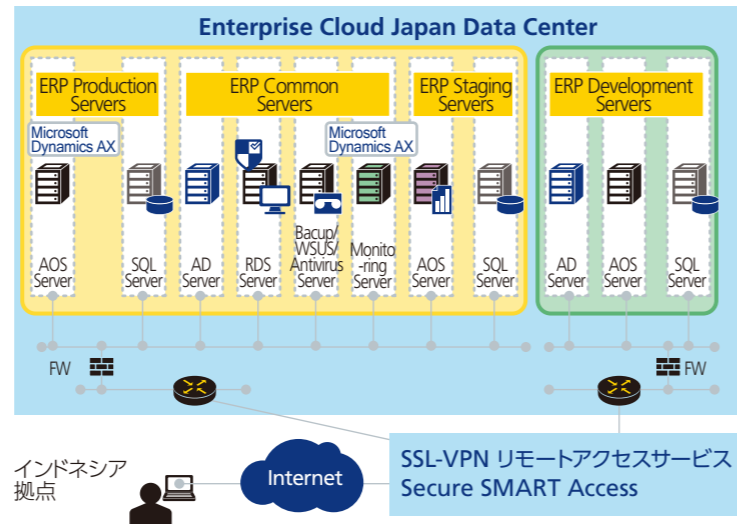 Enterprise Cloud Japan Data Center
ERP Production
Servers
ERP Common
Servers
ERP Staging
Servers
ERP Development
Servers
Microsoft
Dynamics AX
Microsoft
Dynamics AX
AOS
Server
SQL
Server
AD
Server
RDS
Server
Bacup/
WSUS/
Antivirus
Server
Monito
-ring
Server
AOS
Server
SQL
Server
AD
Server
AOS
Server
SQL
Server
FW
FW
インドネシア
拠点
Internet
SSL-VPN リモートアクセスサービス
Secure SMART Access